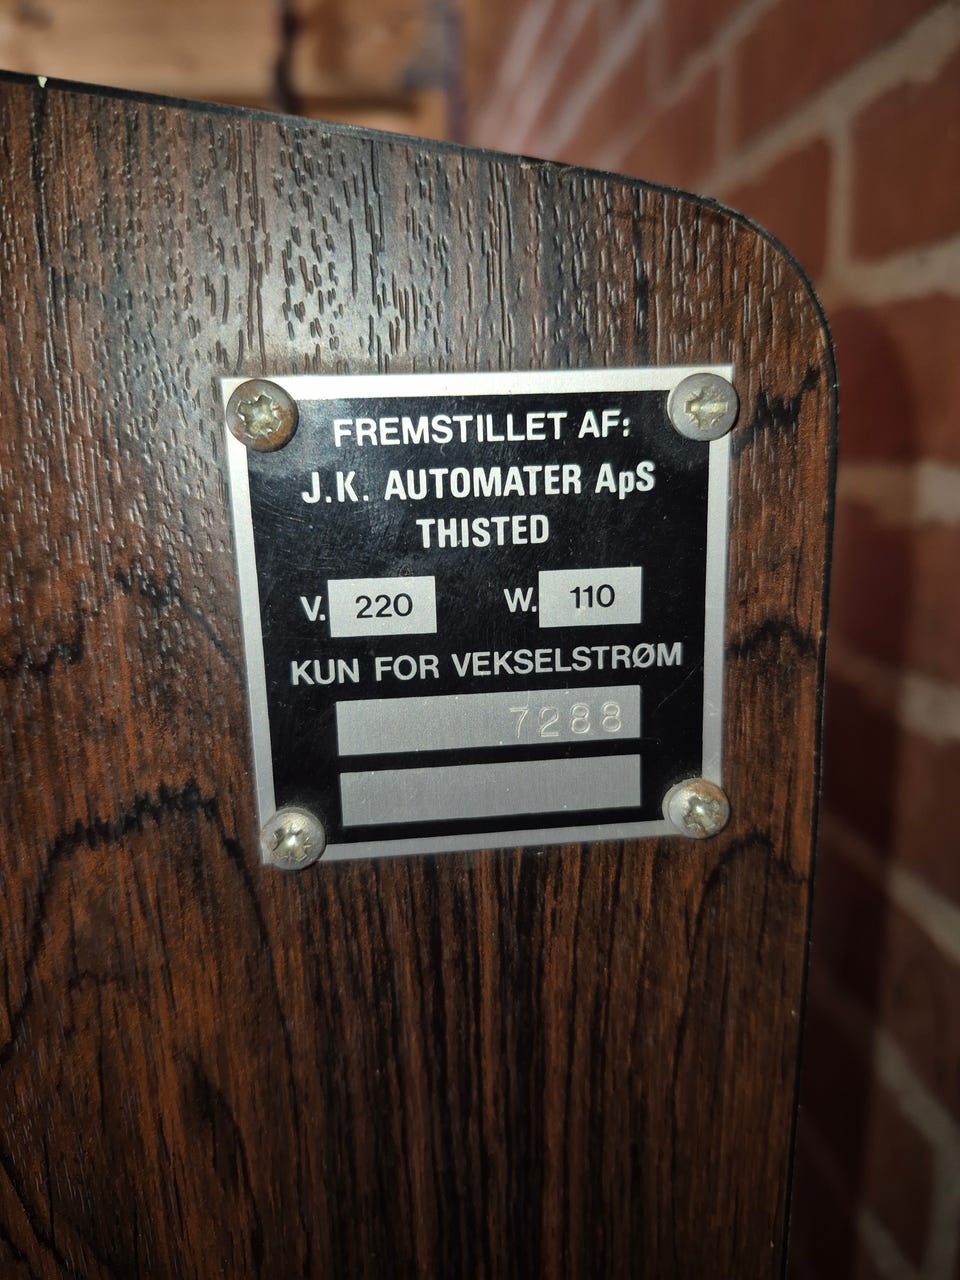 FREMSTILLET AF:
J.K. AUTOMATER ApS
THISTED
V. 220 W. 110
KUN FOR VEKSELSTRØM
7288